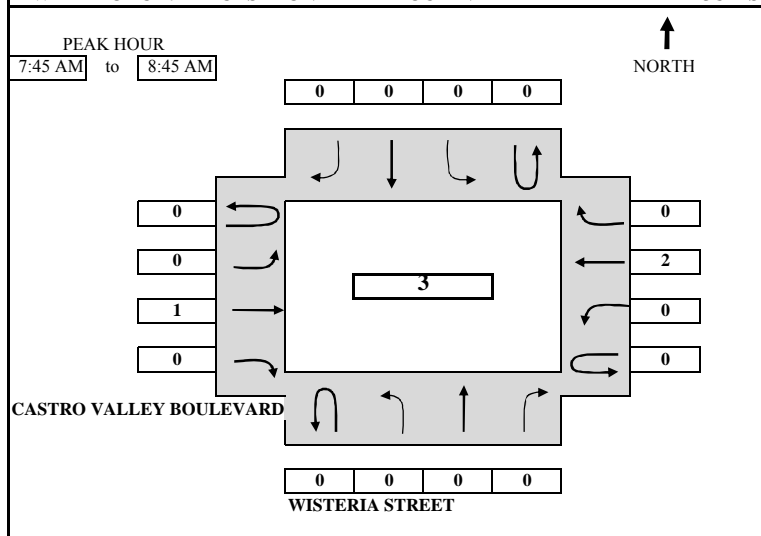 PEAK HOUR
7:45 AM to 8:45 AM
NORTH
0 0 0 0
0 0
0 2
3
1 0
0 0
CASTRO VALLEY BOULEVARD
0 0 0 0
WISTERIA STREET